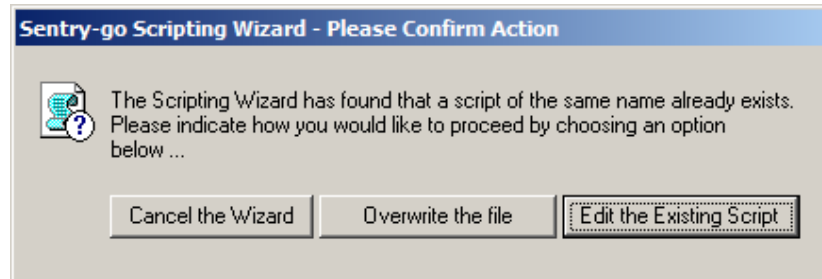 Sentry-go Scripting Wizard - Please Confirm Action
The Scripting Wizard has found that a script of the same name already exists.
Please indicate how you would like to proceed by choosing an option
below ...
Cancel the Wizard Overwrite the file Edit the Existing Script